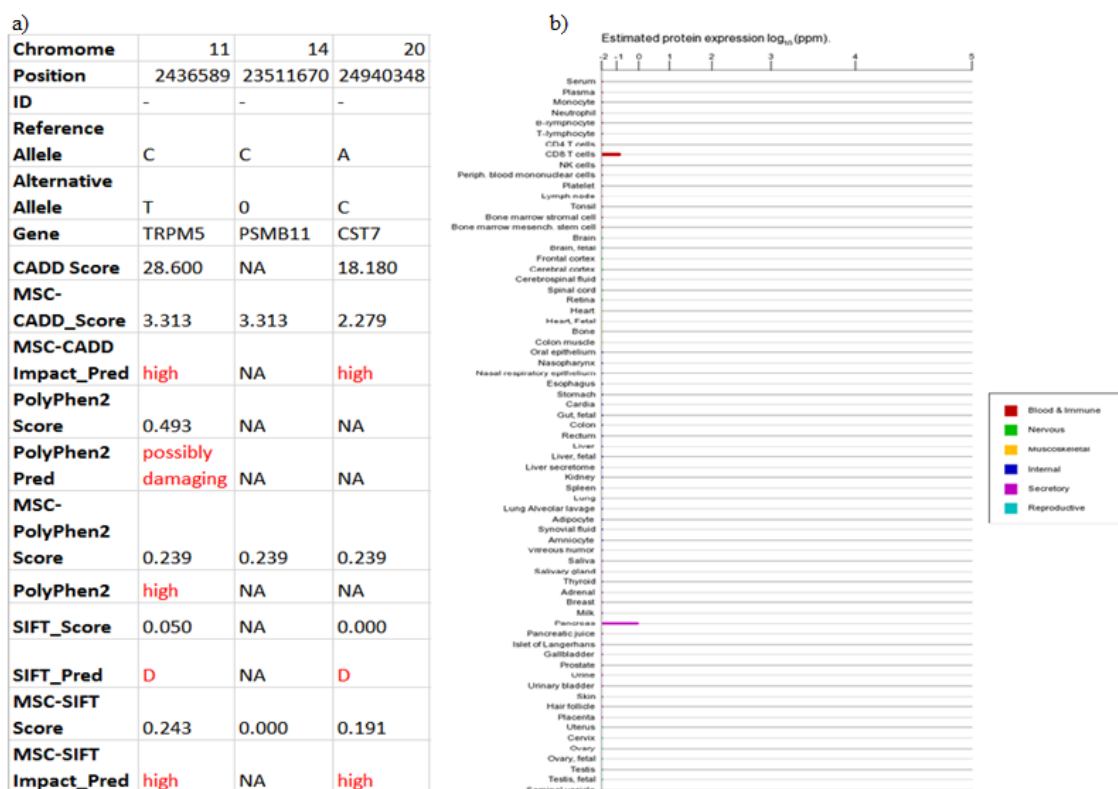 a)
Chromome 11 14 20
Position 2436589 23511670 24940348
ID - - -
Reference
Allele C C A
Alternative
Allele T 0 C
Gene TRPM5 PSMB11 CST7
CADD Score 28.600 NA 18.180
MSC-
CADD_Score 3.313 3.313 2.279
MSC-CADD
Impact_Pred high NA high
PolyPhen2
Score 0.493 NA NA
PolyPhen2 possibly
Pred damaging NA NA
MSC-
PolyPhen2
Score 0.239 0.239 0.239
PolyPhen2 high NA NA
SIFT_Score 0.050 NA 0.000
SIFT_Pred D NA D
MSC-SIFT
Score 0.243 0.000 0.191
MSC-SIFT
Impact_Pred high NA high
b)
Estimated protein expression log10(ppm).
-2 -1 0 1 2 3 4 5
Serum
Plasma
Monocyte
Neutrophil
B-lymphocyte
T-lymphocyte
CD4 T cells
CD8 T cells
NK cells
Periph. blood mononuclear cells
Platelet
Lymph node
Tonsil
Bone marrow stromal cell
Bone marrow mesench. stem cell
Brain
Brain, fetal
Frontal cortex
Cerebral cortex
Cerebrospinal fluid
Spinal cord
Retina
Heart
Heart, Fetal
Bone
Colon muscle
Oral epithelium
Nasopharynx
Nasal respiratory epithelium
Esophagus
Stomach
Cardia
Gut, fetal
Colon
Rectum
Liver
Liver, fetal
Liver secretome
Kidney
Spleen
Lung
Lung Alveolar lavage
Adipocyte
Synovial fluid
Amniocyte
Vitreous humor
Saliva
Salivary gland
Thyroid
Adrenal
Breast
Milk
Pancreas
Pancreatic juice
Islet of Langerhans
Gallbladder
Prostate
Urine
Urinary bladder
Skin
Hair follicle
Placenta
Uterus
Cervix
Ovary
Ovary, fetal
Testis
Testis, fetal
Blood & Immune
Nervous
Muscoskeletal
Internal
Secretory
Reproductive